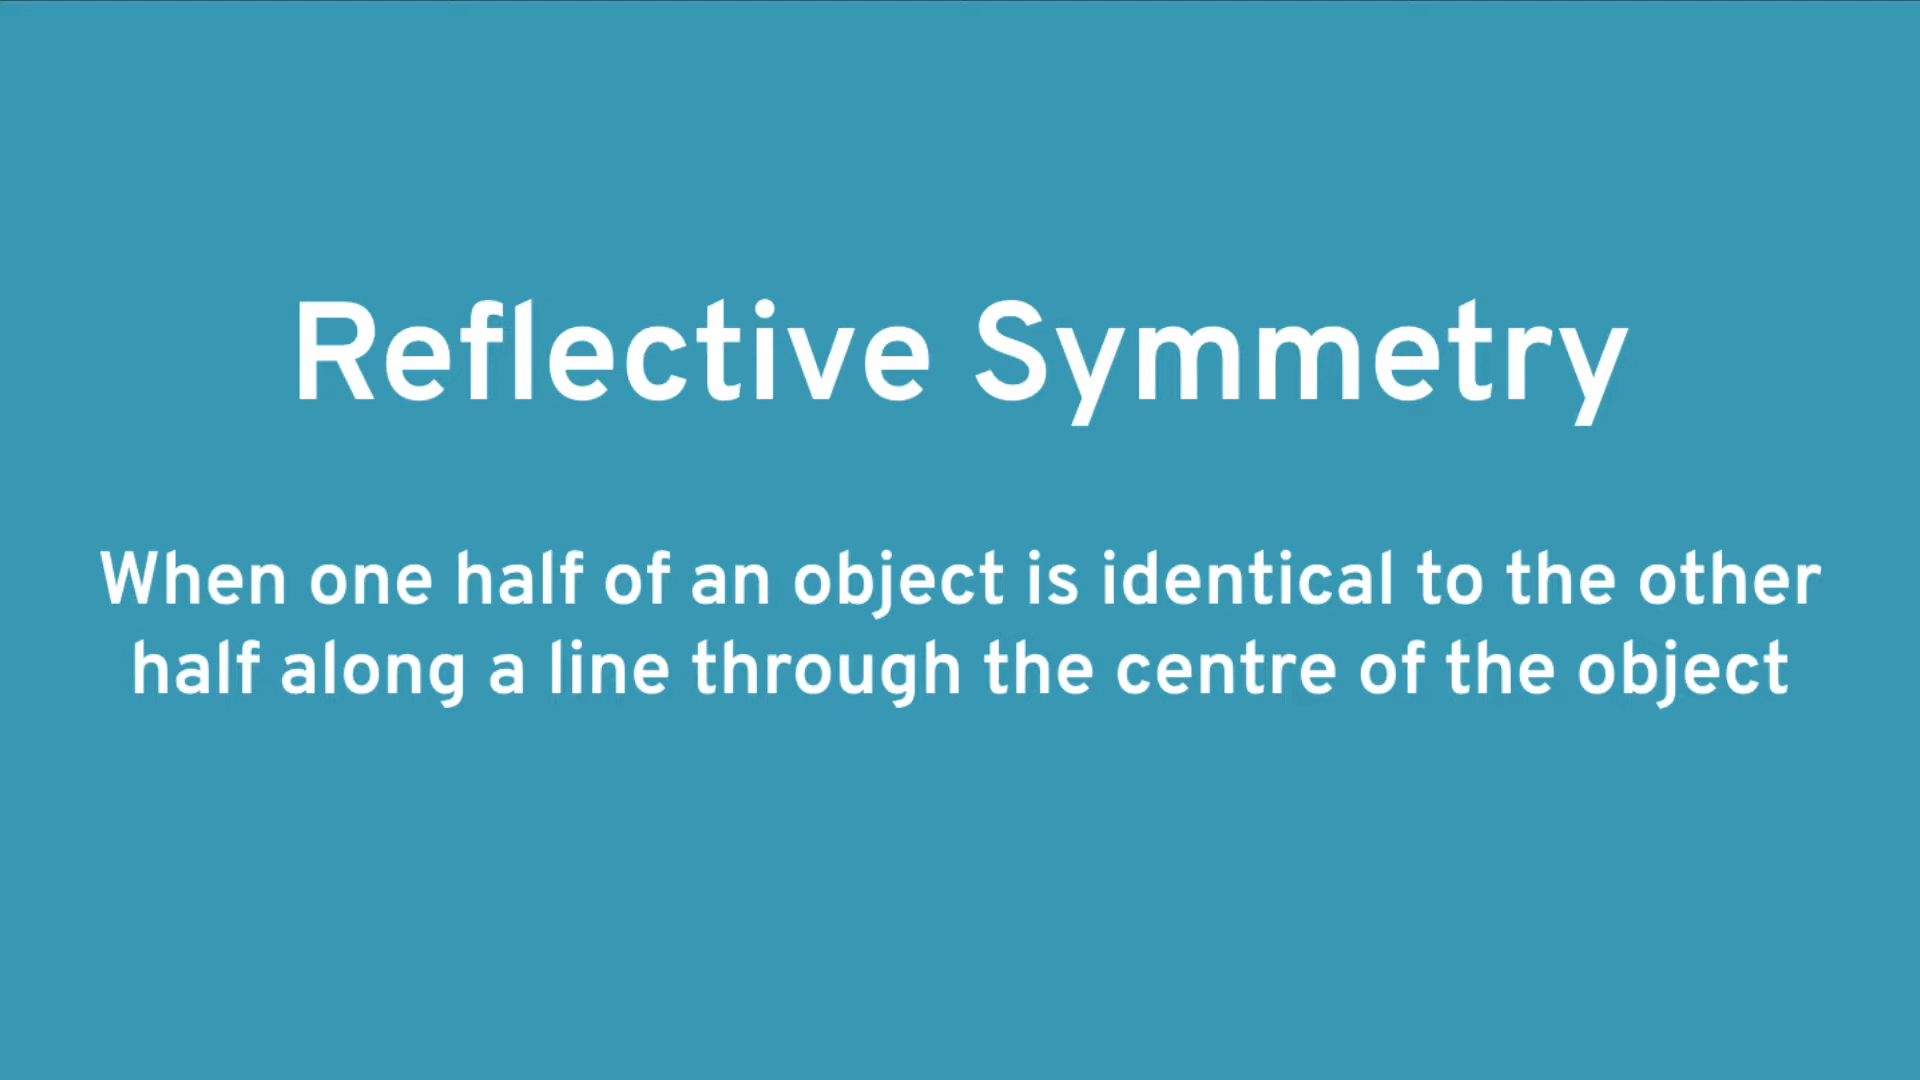 Reflective Symmetry
When one half of an object is identical to the other
half along a line through the centre of the object